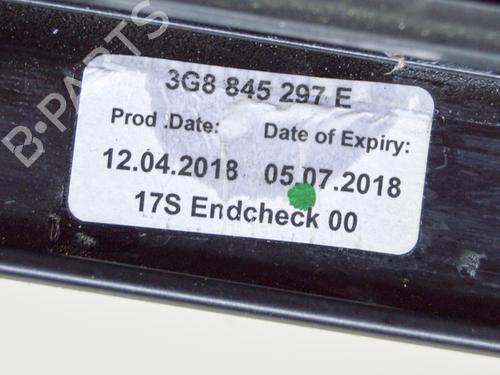 B-PARTS
3G8 845 297 E
Prod .Date: Date of Expiry:
12.04.2018 05.07.2018
17S Endcheck 00